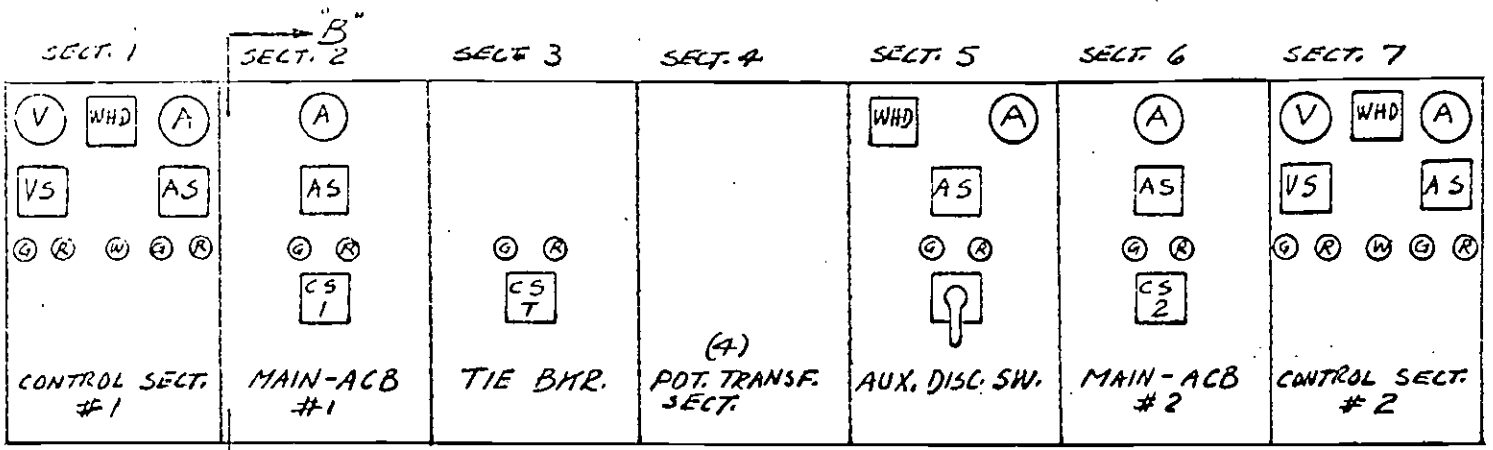 "B"
SECT. 1 SECT. 2 SECT 3 SECT. 4 SECT. 5 SECT. 6 SECT. 7
V WHD A A WHD A A V WHD A
VS AS AS AS AS VS AS
G R W G R G R G R G R G R G R W G R
CS 1 CS T CS 2
(4)
CONTROL SECT. MAIN-ACB TIE BKR. POT. TRANSF. AUX. DISC. SW. MAIN-ACB CONTROL SECT.
#1 #1 SECT. #2 #2